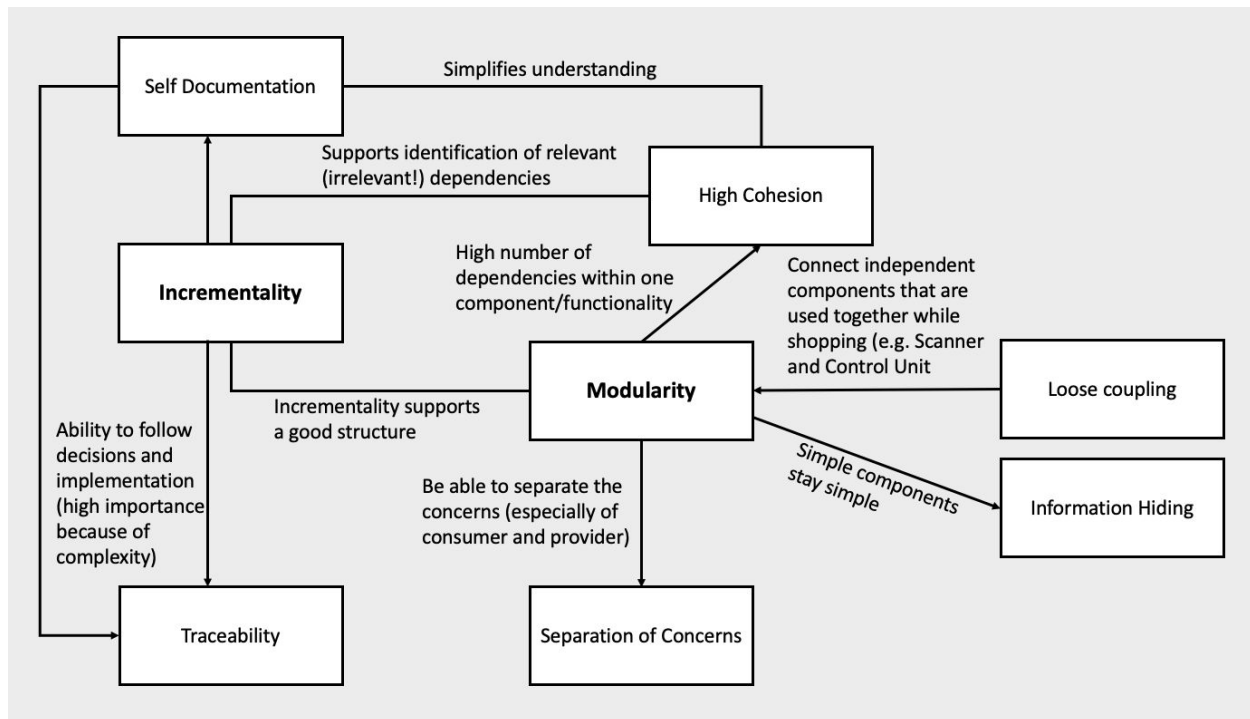 Self Documentation
Simplifies understanding
Supports identification of relevant
(irrelevant!) dependencies
High Cohesion
High number of
dependencies within one
component/functionality
Connect independent
components that are
used together while
shopping (e.g. Scanner
and Control Unit
Incrementality
Modularity
Loose coupling
Incrementality supports
a good structure
Ability to follow
decisions and
implementation
(high importance
because of
complexity)
Be able to separate the
concerns (especially of
consumer and provider)
Simple components
stay simple
Information Hiding
Traceability
Separation of Concerns